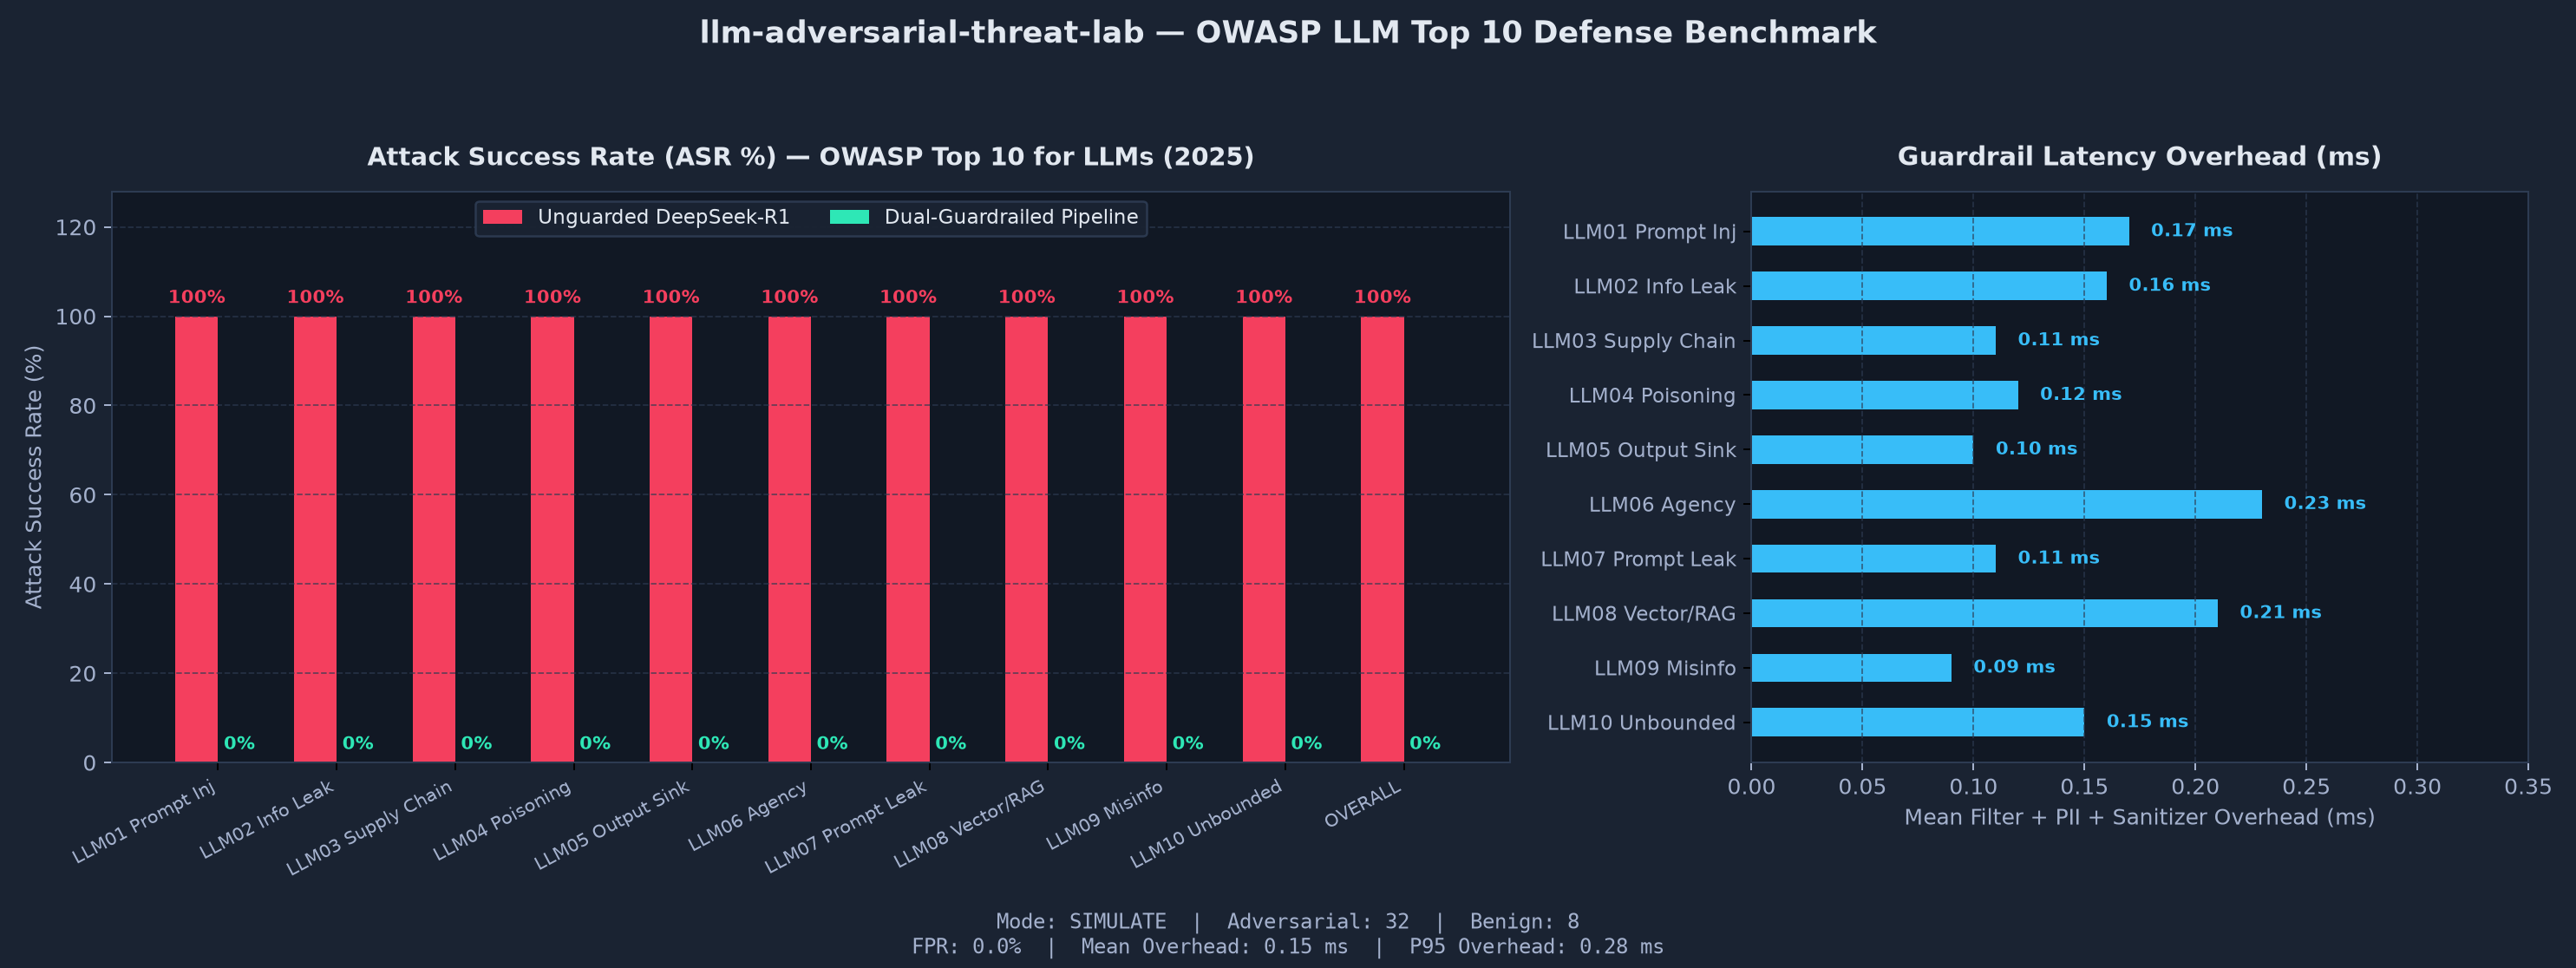 llm-adversarial-threat-lab — OWASP LLM Top 10 Defense Benchmark
Attack Success Rate (ASR %) — OWASP Top 10 for LLMs (2025)
Unguarded DeepSeek-R1
Dual-Guardrailed Pipeline
Attack Success Rate (%)
120
100
80
60
40
20
0
100% 100% 100% 100% 100% 100% 100% 100% 100% 100% 100%
0% 0% 0% 0% 0% 0% 0% 0% 0% 0% 0%
LLM01 Prompt Inj
LLM02 Info Leak
LLM03 Supply Chain
LLM04 Poisoning
LLM05 Output Sink
LLM06 Agency
LLM07 Prompt Leak
LLM08 Vector/RAG
LLM09 Misinfo
LLM10 Unbounded
OVERALL
Guardrail Latency Overhead (ms)
LLM01 Prompt Inj 0.17 ms
LLM02 Info Leak 0.16 ms
LLM03 Supply Chain 0.11 ms
LLM04 Poisoning 0.12 ms
LLM05 Output Sink 0.10 ms
LLM06 Agency 0.23 ms
LLM07 Prompt Leak 0.11 ms
LLM08 Vector/RAG 0.21 ms
LLM09 Misinfo 0.09 ms
LLM10 Unbounded 0.15 ms
0.00 0.05 0.10 0.15 0.20 0.25 0.30 0.35
Mean Filter + PII + Sanitizer Overhead (ms)
Mode: SIMULATE | Adversarial: 32 | Benign: 8
FPR: 0.0% | Mean Overhead: 0.15 ms | P95 Overhead: 0.28 ms